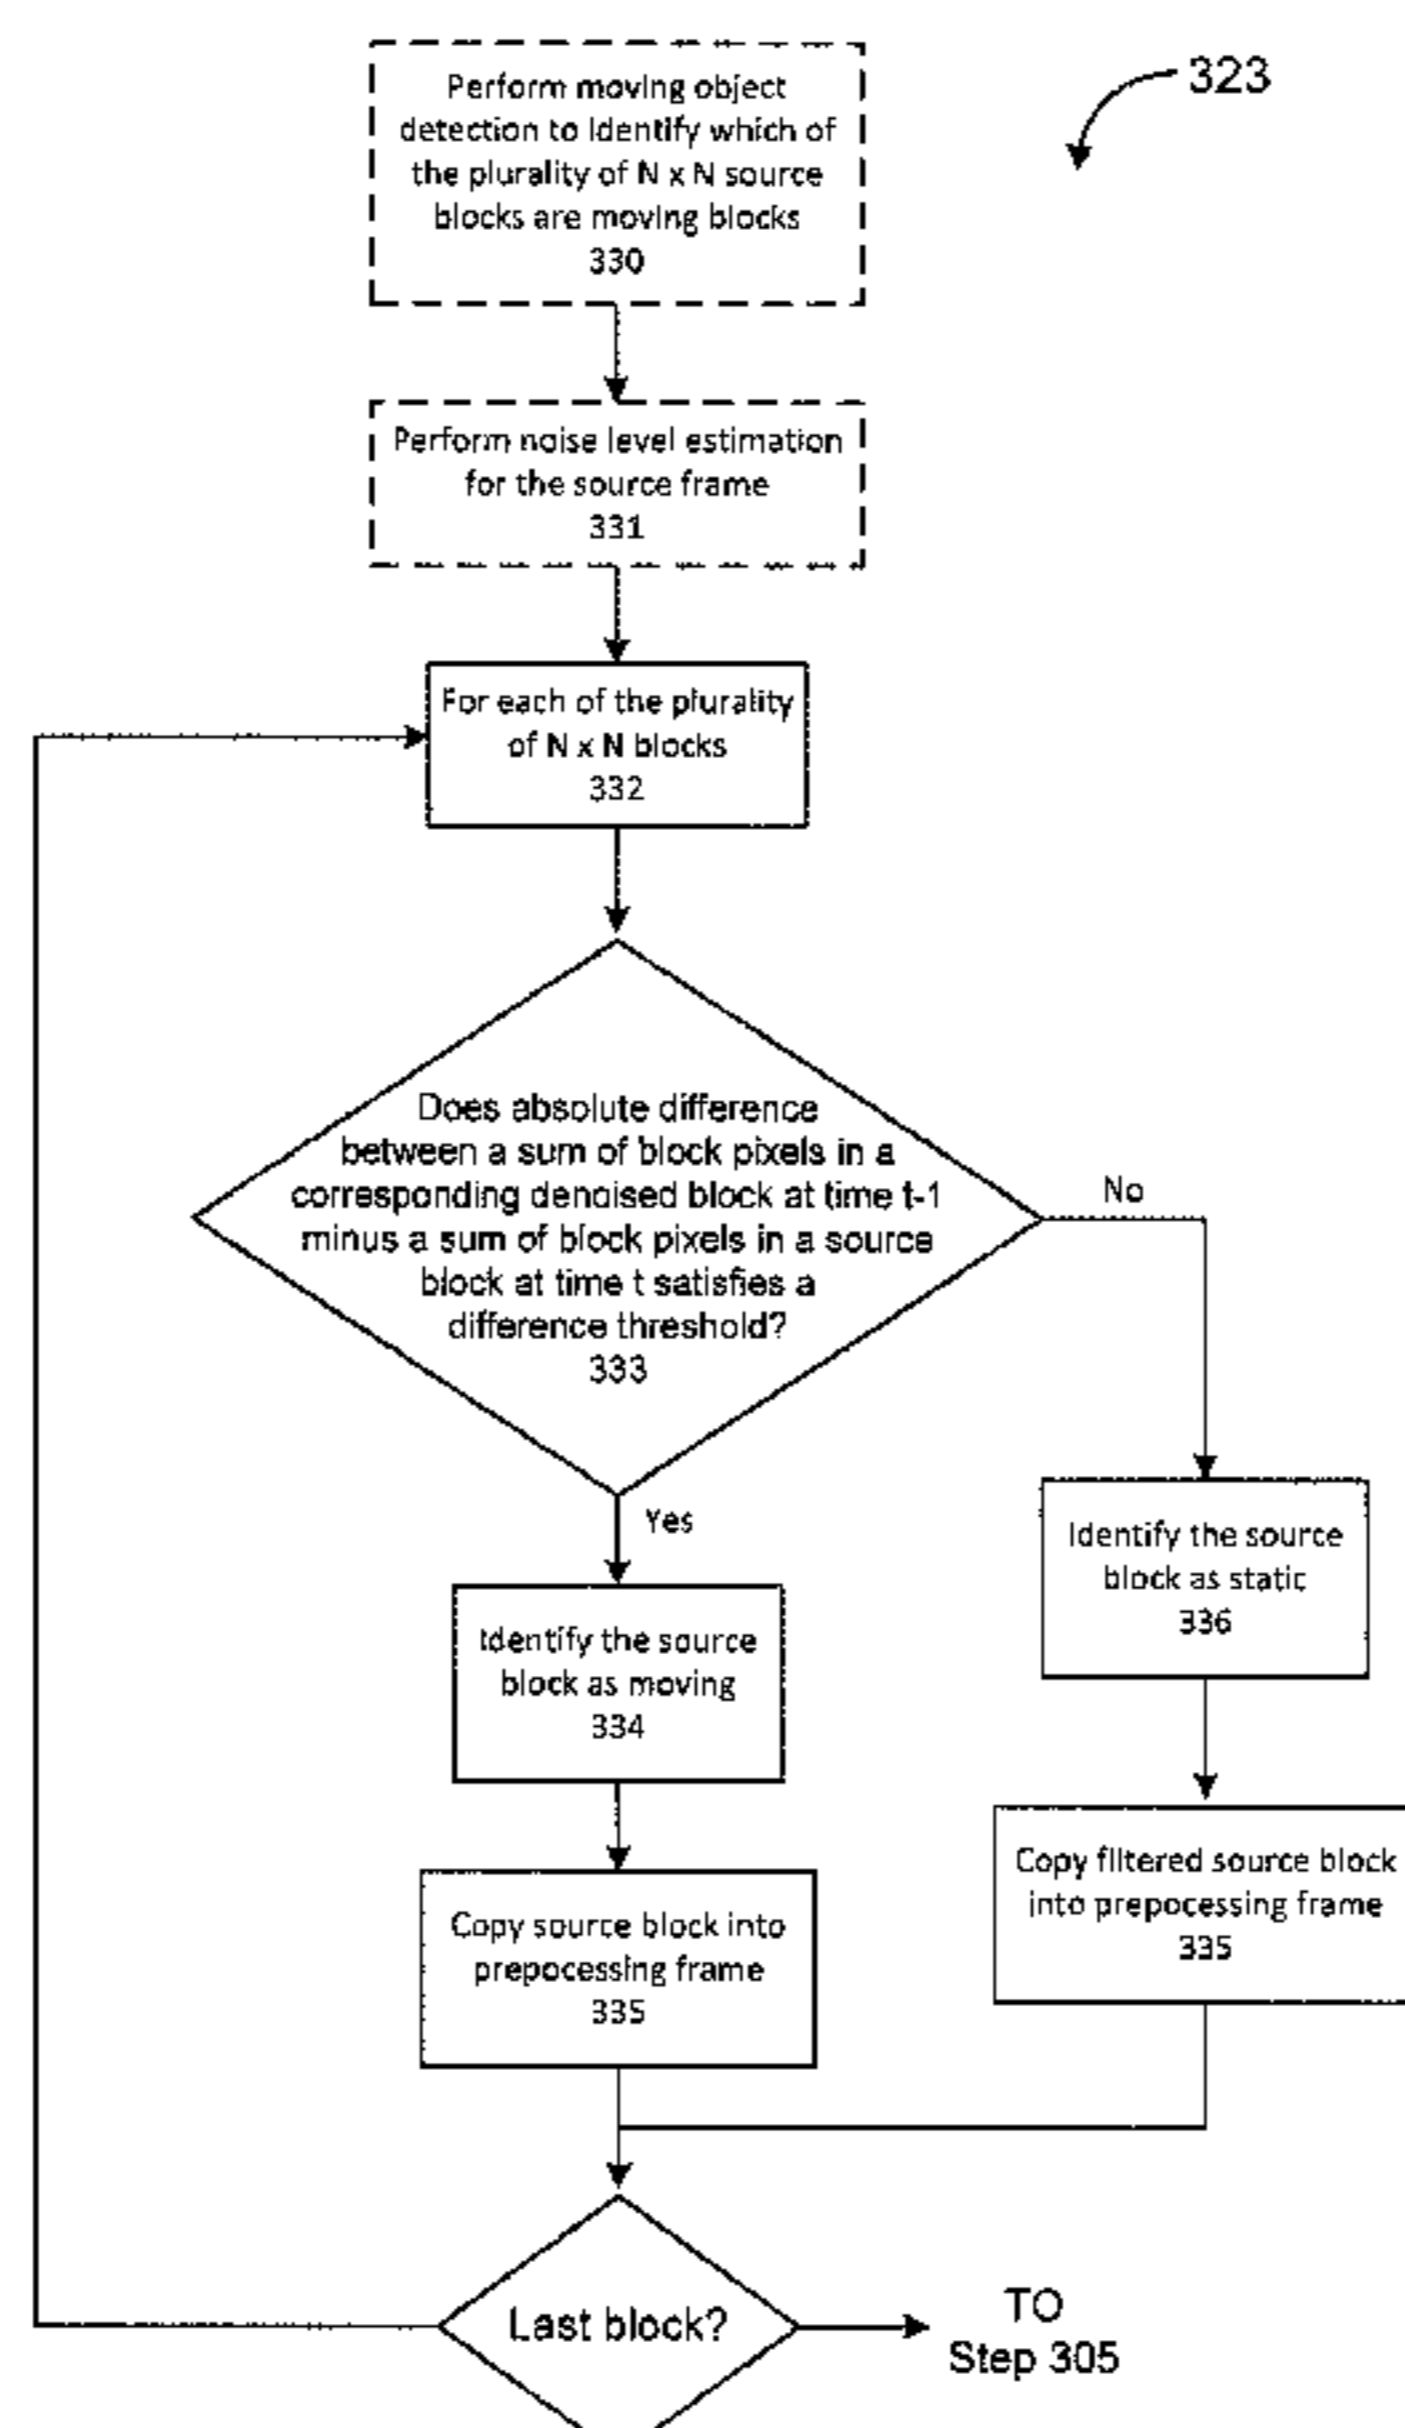 323
Perform moving object
detection to identify which of
the plurality of N x N source
blocks are moving blocks
330
Perform noise level estimation
for the source frame
331
For each of the plurality
of N x N blocks
332
Does absolute difference
between a sum of block pixels in a
corresponding denoised block at time t-1
minus a sum of block pixels in a source
block at time t satisfies a
difference threshold?
333
No
Yes
Identify the source
block as static
336
Identify the source
block as moving
334
Copy filtered source block
into prepocessing frame
335
Copy source block into
prepocessing frame
335
Last block?
TO
Step 305